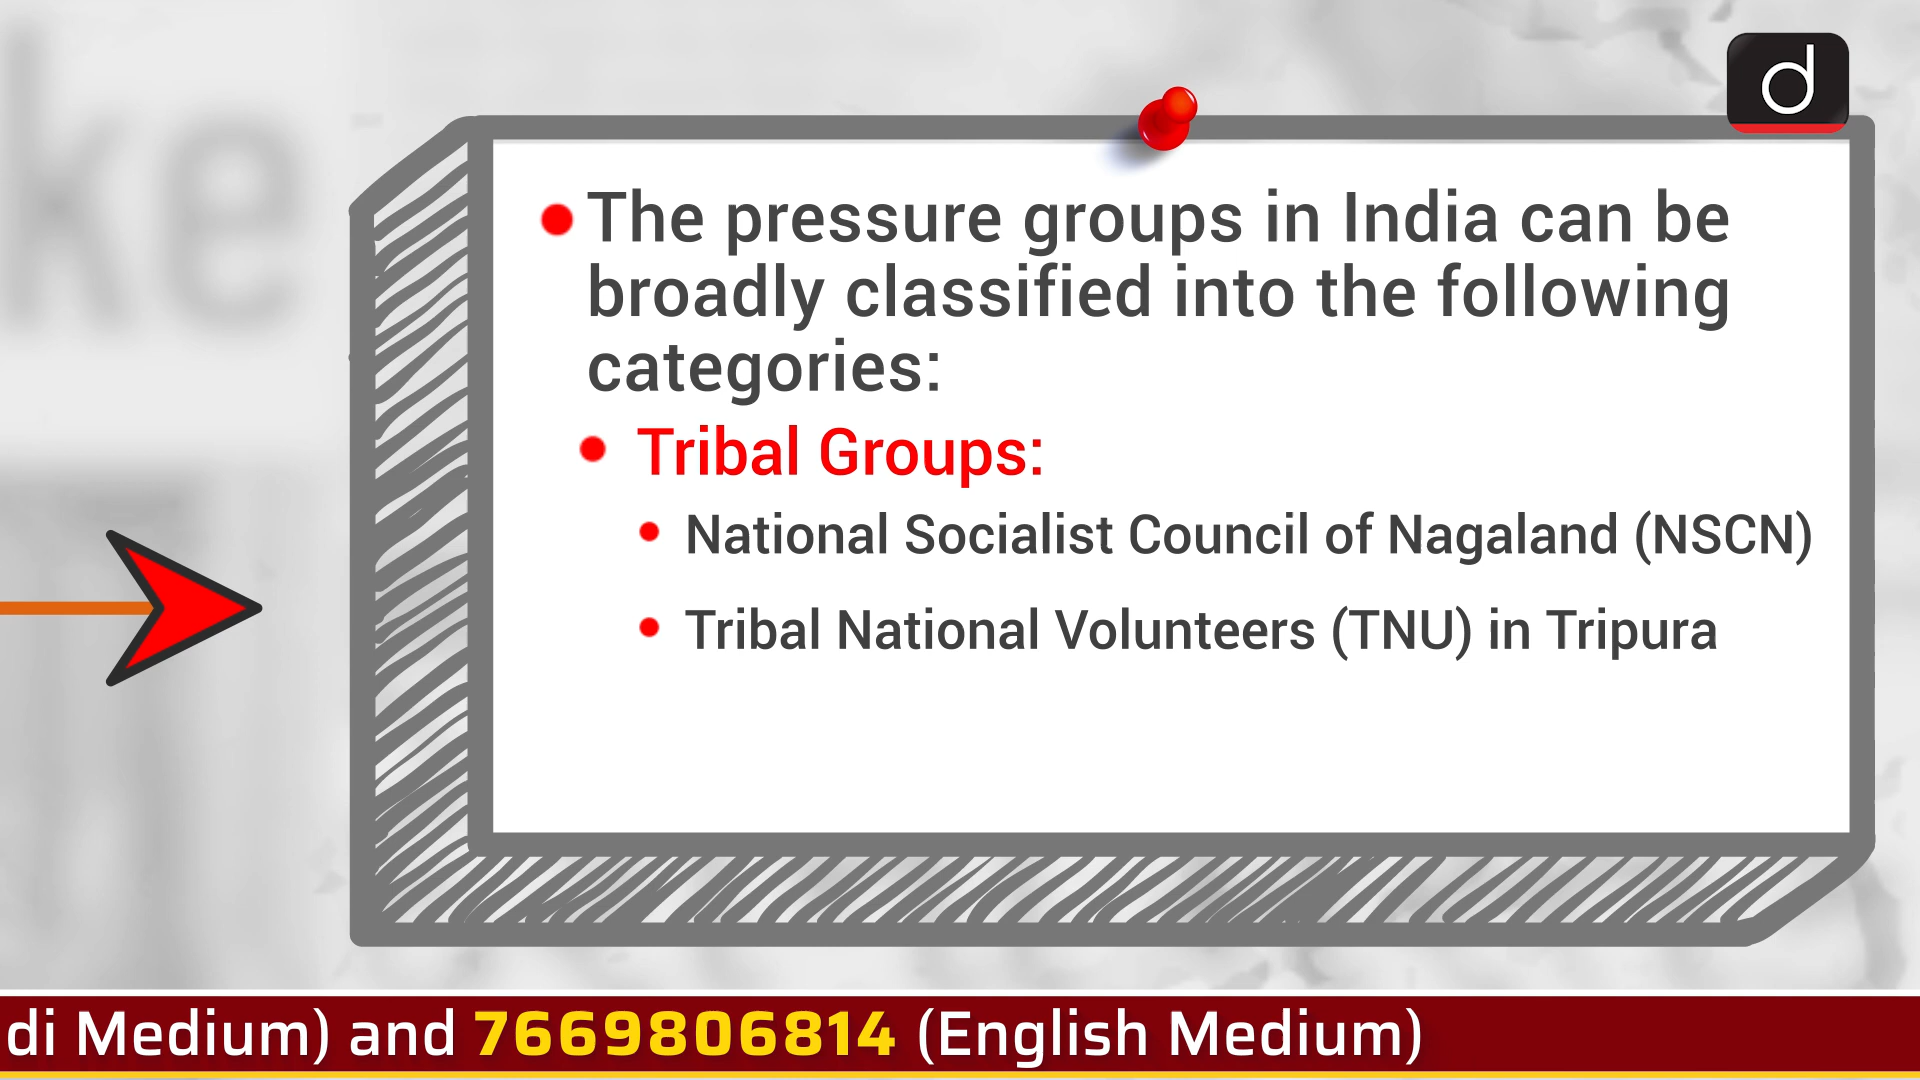 ke
d
The pressure groups in India can be
broadly classified into the following
categories:
Tribal Groups:
National Socialist Council of Nagaland (NSCN)
Tribal National Volunteers (TNU) in Tripura
di Medium) and 7669806814 (English Medium)